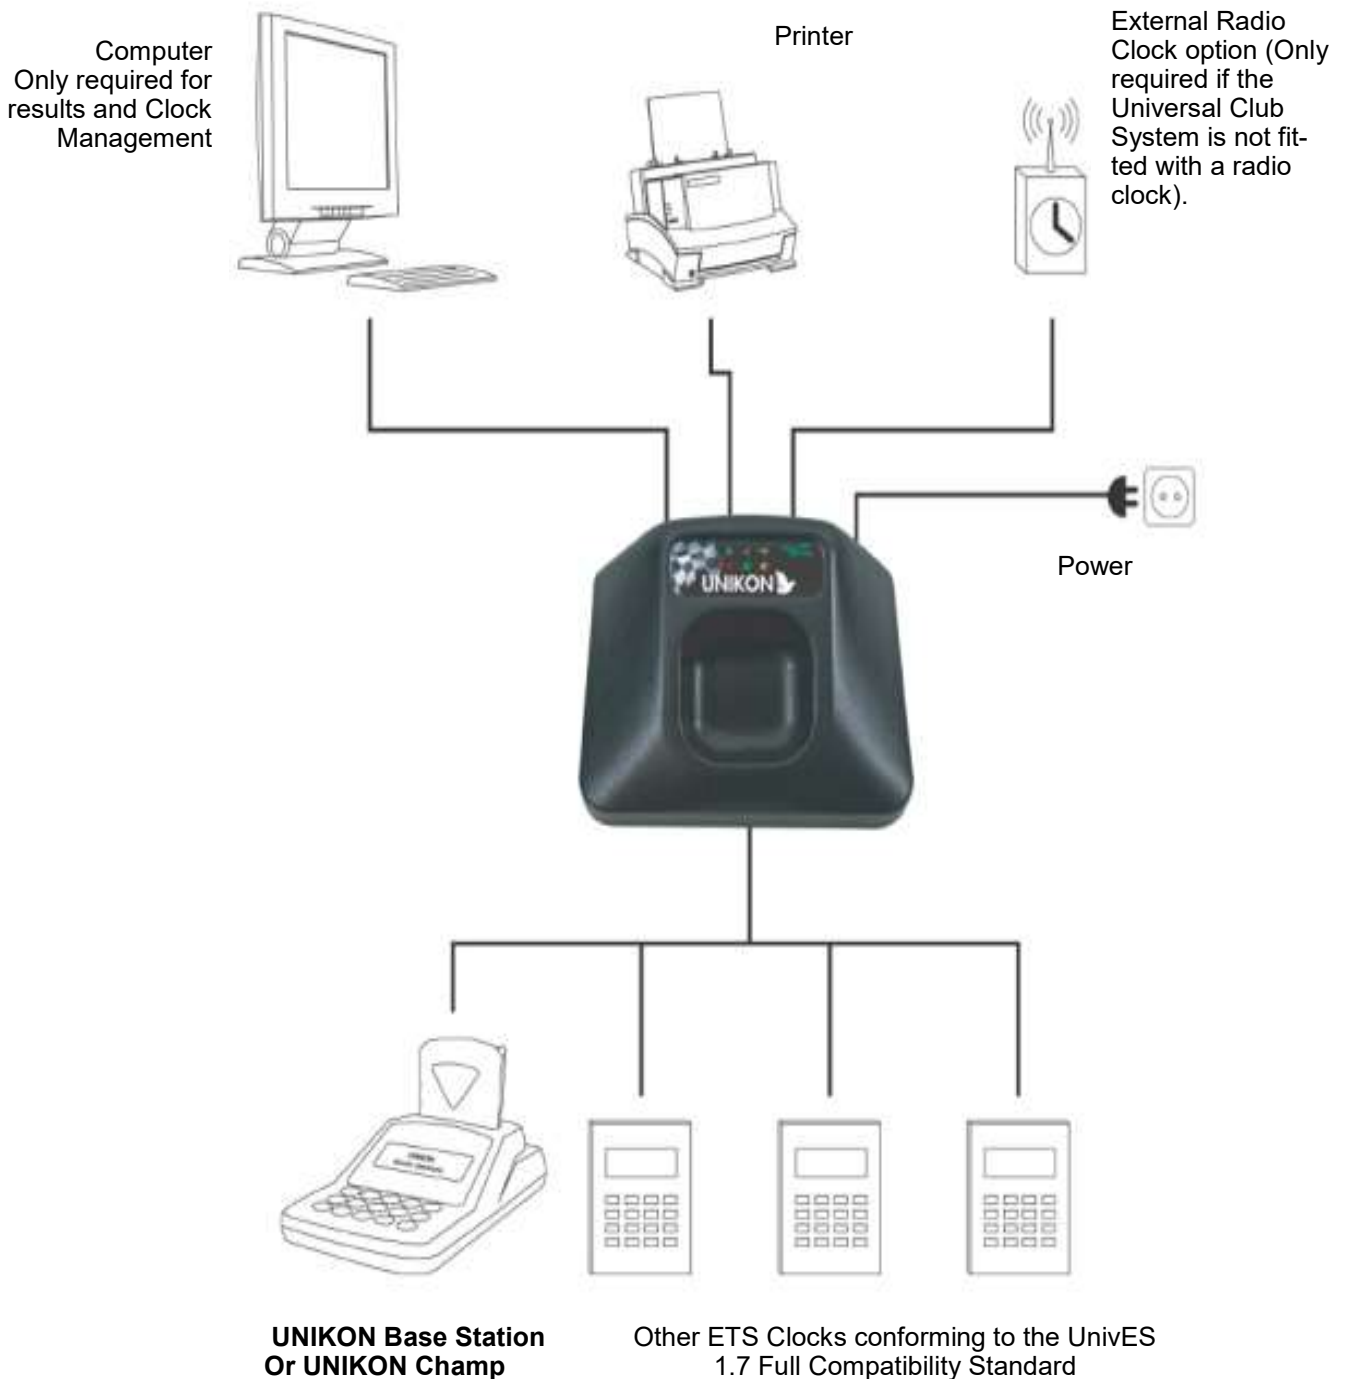 Computer
Only required for
results and Clock
Management
Printer
External Radio
Clock option (Only
required if the
Universal Club
System is not fit-
ted with a radio
clock).
Power
UNIKON
UNIKON Base Station
Or UNIKON Champ
Other ETS Clocks conforming to the UnivES
1.7 Full Compatibility Standard